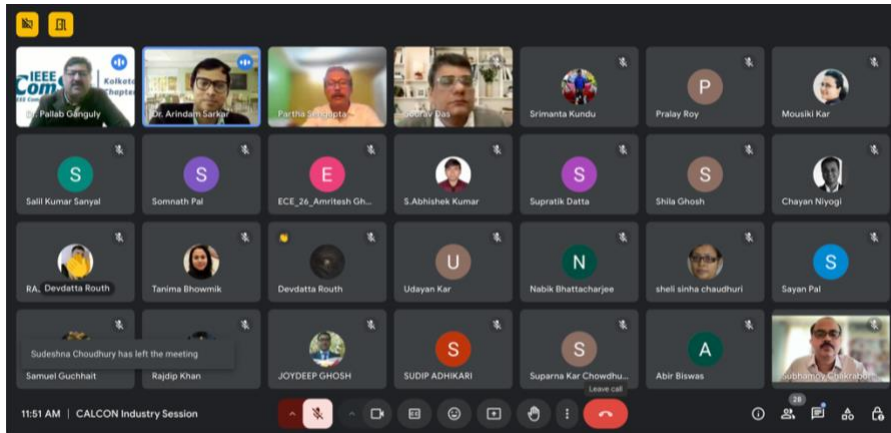 IEEE
Com
Kolkata
Chapter
Dr. Pallab Ganguly
Dr. Arindam Sarkar
Partha Sengupta
Sourav Das
Srimanta Kundu
P
Pralay Roy
Mousiki Kar
S
Salil Kumar Sanyal
S
Somnath Pal
E
ECE_26_Amritesh Gh...
S.Abhishek Kumar
S
Supratik Datta
S
Shila Ghosh
Chayan Niyogi
RA.
Devdatta Routh
Tanima Bhowmik
Devdatta Routh
U
Udayan Kar
N
Nabik Bhattacharjee
sheli sinha chaudhuri
S
Sayan Pal
Sudeshna Choudhury has left the meeting
Samuel Guchhait
Rajdip Khan
JOYDEEP GHOSH
S
SUDIP ADHIKARI
S
Suparna Kar Chowdhu...
A
Abir Biswas
Subhamoy Chakrabor...
Leave call
11:51 AM | CALCON Industry Session
28